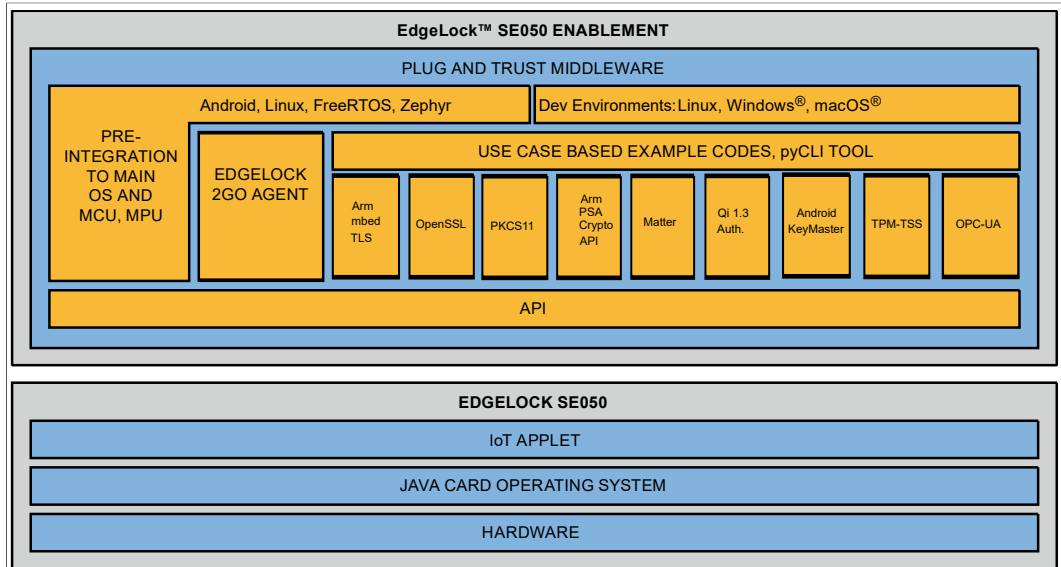 EdgeLock™ SE050 ENABLEMENT
PLUG AND TRUST MIDDLEWARE
Android, Linux, FreeRTOS, Zephyr
Dev Environments: Linux, Windows®, macOS®
PRE-
INTEGRATION
TO MAIN
OS AND
MCU, MPU
EDGELOCK
2GO AGENT
USE CASE BASED EXAMPLE CODES, pyCLI TOOL
Arm
mbed
TLS
OpenSSL
PKCS11
Arm
PSA
Crypto
API
Matter
Qi 1.3
Auth.
Android
KeyMaster
TPM-TSS
OPC-UA
API
EDGELOCK SE050
IoT APPLET
JAVA CARD OPERATING SYSTEM
HARDWARE